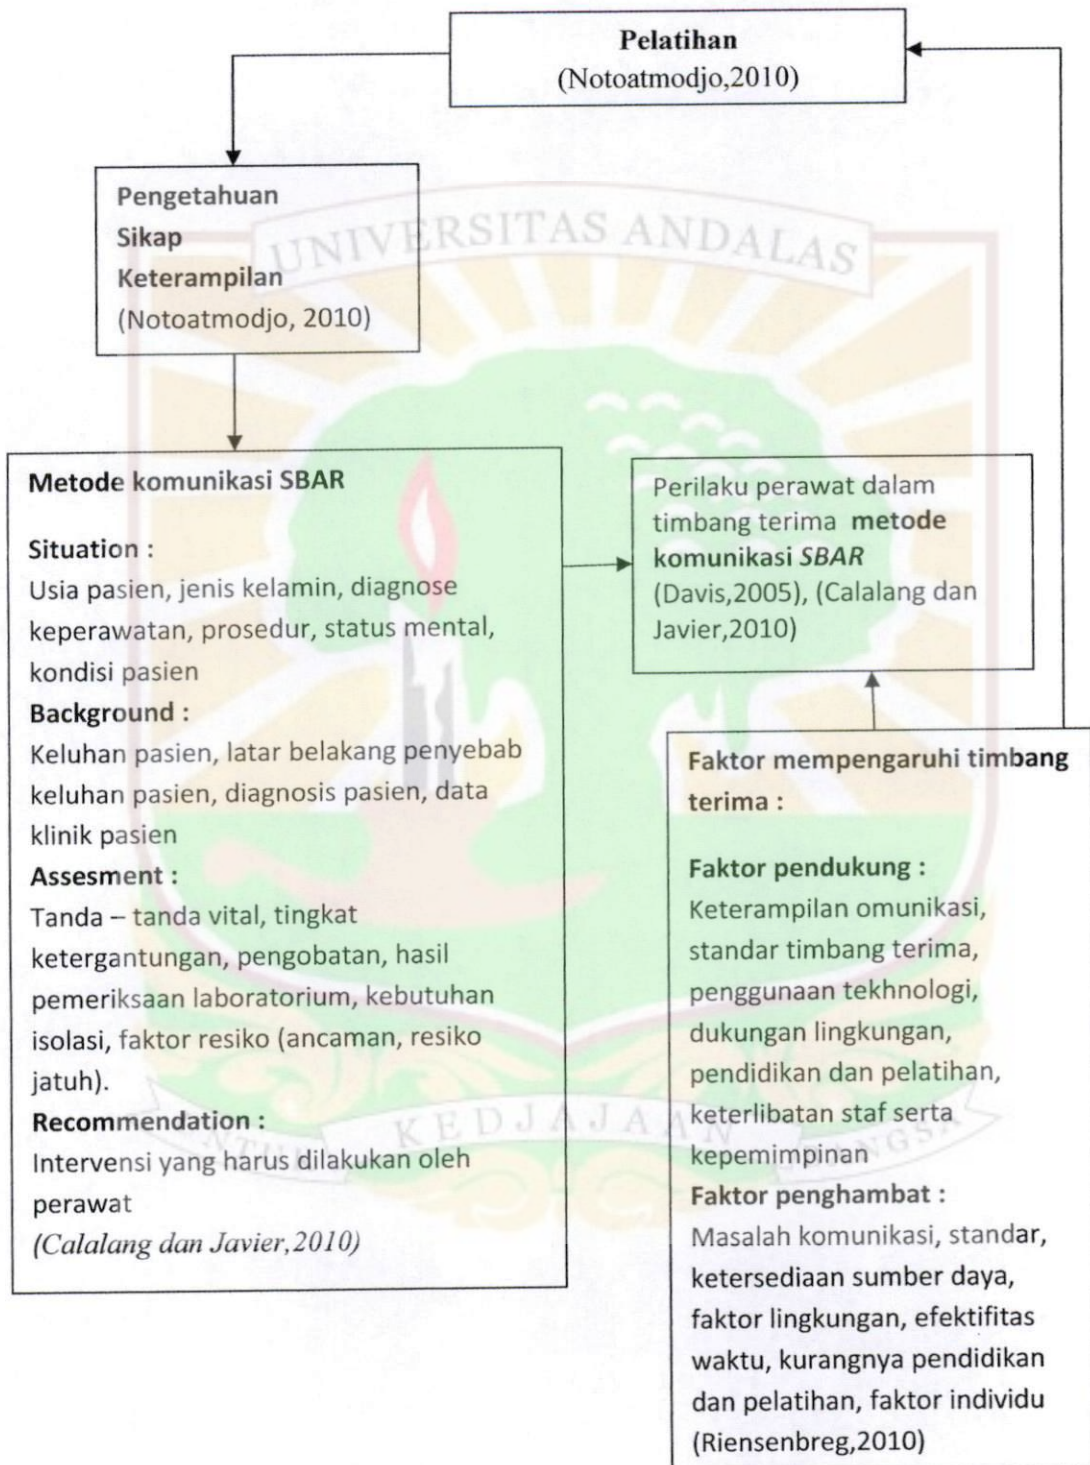 Pelatihan
(Notoatmodjo,2010)
Pengetahuan
Sikap
Keterampilan
(Notoatmodjo, 2010)
UNIVERSITAS ANDALAS
Metode komunikasi SBAR
Situation :
Usia pasien, jenis kelamin, diagnose
keperawatan, prosedur, status mental,
kondisi pasien
Background :
Keluhan pasien, latar belakang penyebab
keluhan pasien, diagnosis pasien, data
klinik pasien
Assesment :
Tanda – tanda vital, tingkat
ketergantungan, pengobatan, hasil
pemeriksaan laboratorium, kebutuhan
isolasi, faktor resiko (ancaman, resiko
jatuh).
Recommendation :
Intervensi yang harus dilakukan oleh
perawat
(Calalang dan Javier,2010)
Perilaku perawat dalam
timbang terima metode
komunikasi SBAR
(Davis,2005), (Calalang dan
Javier,2010)
Faktor mempengaruhi timbang
terima :
Faktor pendukung :
Keterampilan omunikasi,
standar timbang terima,
penggunaan tekhnologi,
dukungan lingkungan,
pendidikan dan pelatihan,
keterlibatan staf serta
kepemimpinan
Faktor penghambat :
Masalah komunikasi, standar,
ketersediaan sumber daya,
faktor lingkungan, efektifitas
waktu, kurangnya pendidikan
dan pelatihan, faktor individu
(Riensenbreg,2010)
KEDJAJAAN